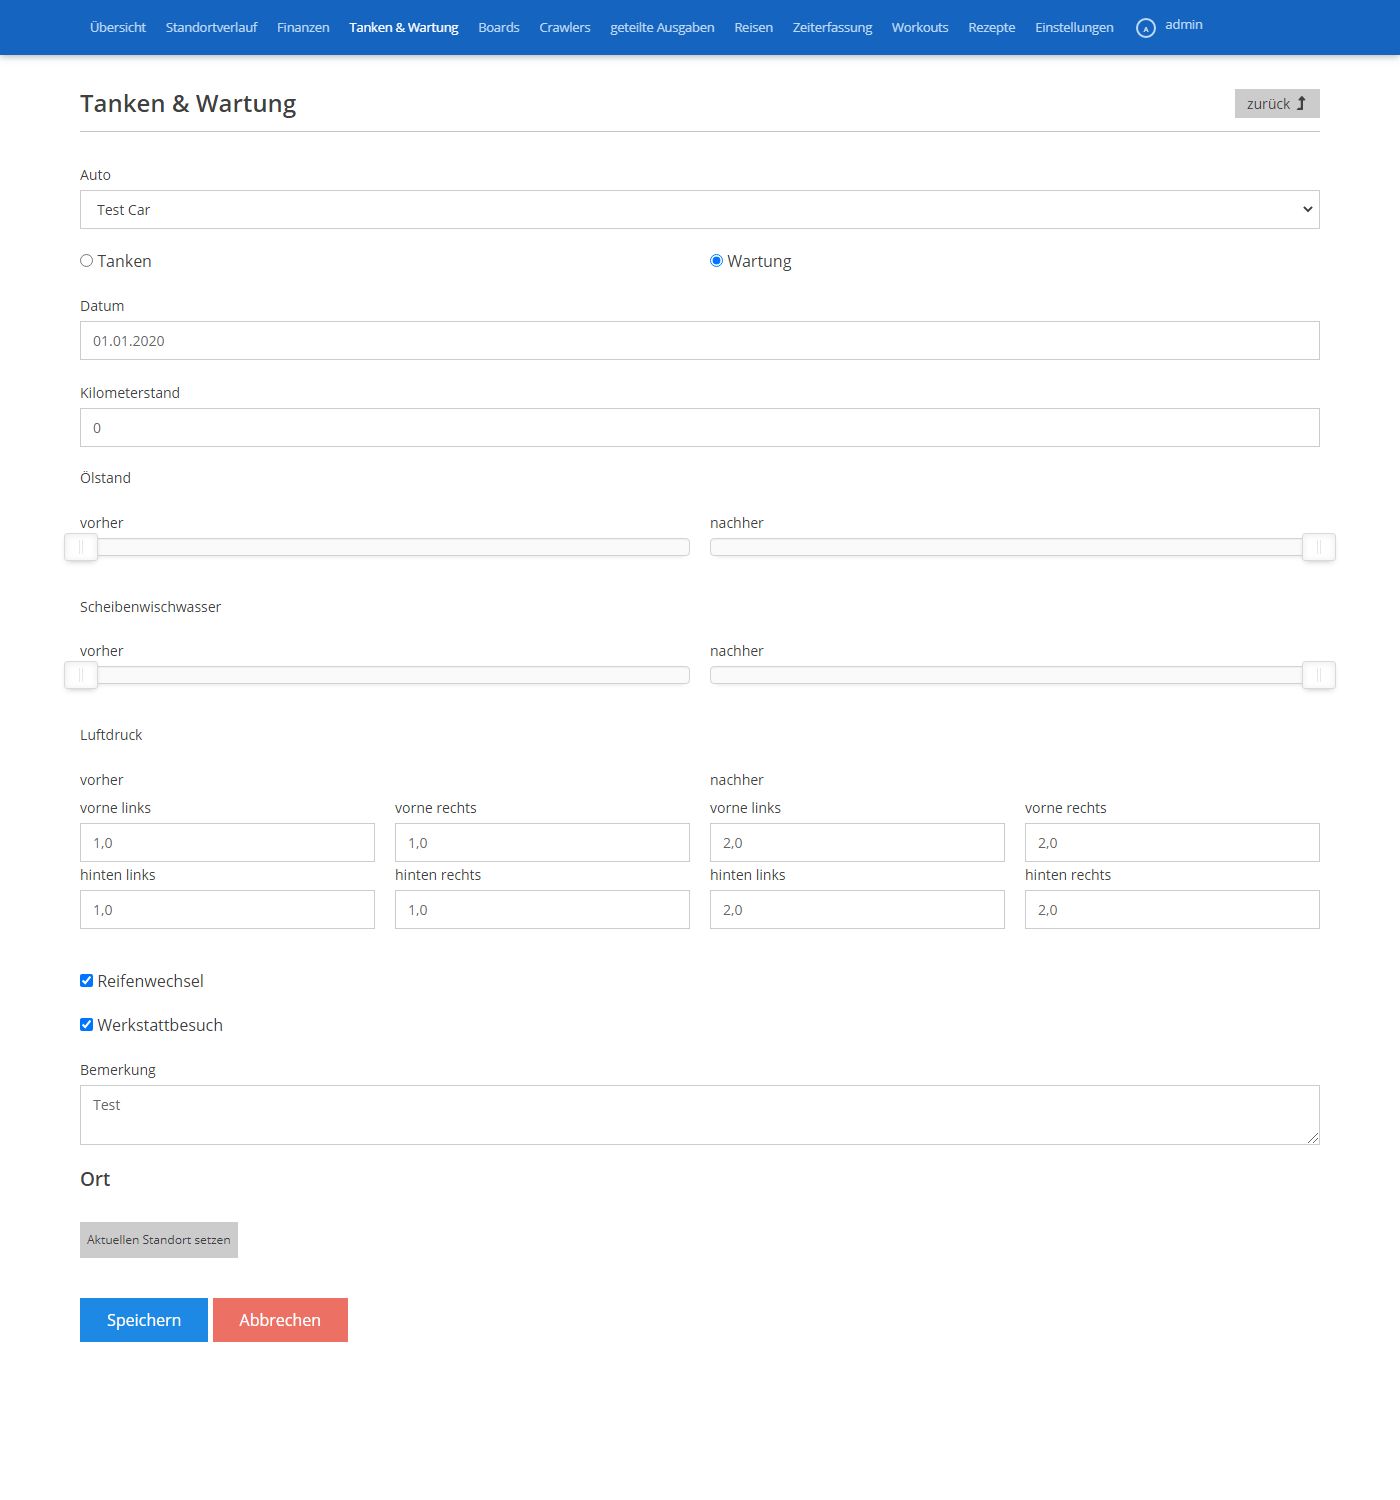 Übersicht Standortverlauf Finanzen Tanken & Wartung Boards Crawlers geteilte Ausgaben Reisen Zeiterfassung Workouts Rezepte Einstellungen A admin
Tanken & Wartung zurück
Auto
Test Car
Tanken Wartung
Datum
01.01.2020
Kilometerstand
0
Ölstand
vorher nachher
Scheibenwischwasser
vorher nachher
Luftdruck
vorher nachher
vorne links vorne rechts vorne links vorne rechts
1,0 1,0 2,0 2,0
hinten links hinten rechts hinten links hinten rechts
1,0 1,0 2,0 2,0
Reifenwechsel
Werkstattbesuch
Bemerkung
Test
Ort
Aktuellen Standort setzen
Speichern Abbrechen